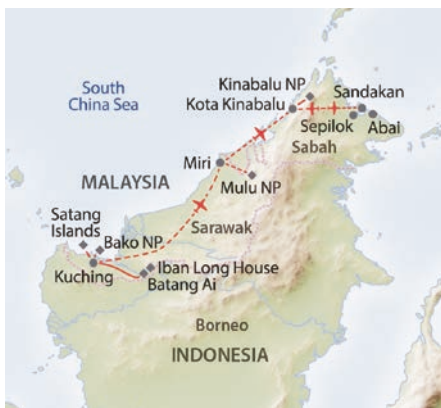 Kinabalu NP
Kota Kinabalu
Sandakan
South
China Sea
Sepilok
Abai
Sabah
Miri
MALAYSIA
Mulu NP
Satang
Islands
Bako NP
Sarawak
Kuching
Iban Long House
Batang Ai
Borneo
INDONESIA